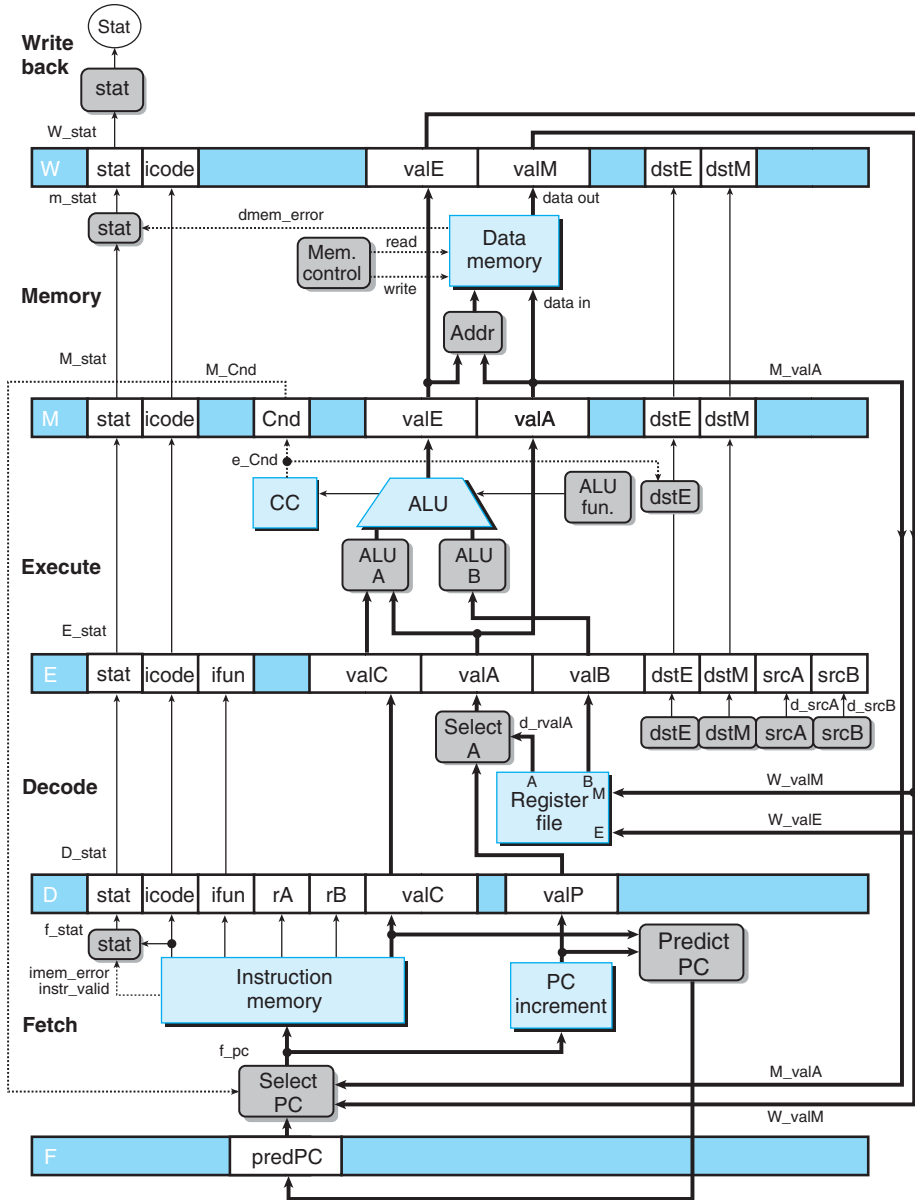 Stat
Write
back
stat
W_stat
W stat icode valE valM dstE dstM
m_stat
data out
stat
dmem_error
Data
memory
read
Mem.
control
write
Memory
data in
Addr
M_stat
M_Cnd
M_valA
M stat icode Cnd valE valA dstE dstM
e_Cnd
CC
ALU
ALU
fun.
dstE
ALU
A
ALU
B
Execute
E_stat
E stat icode ifun valC valA valB dstE dstM srcA srcB
d_srcA d_srcB
Select
A
d_rvalA
dstE dstM srcA srcB
A B
M
Register
file
E
W_valM
Decode
W_valE
D_stat
D stat icode ifun rA rB valC valP
f_stat
stat
Predict
PC
imem_error
instr_valid
Instruction
memory
PC
increment
Fetch
f_pc
Select
PC
M_valA
W_valM
F predPC